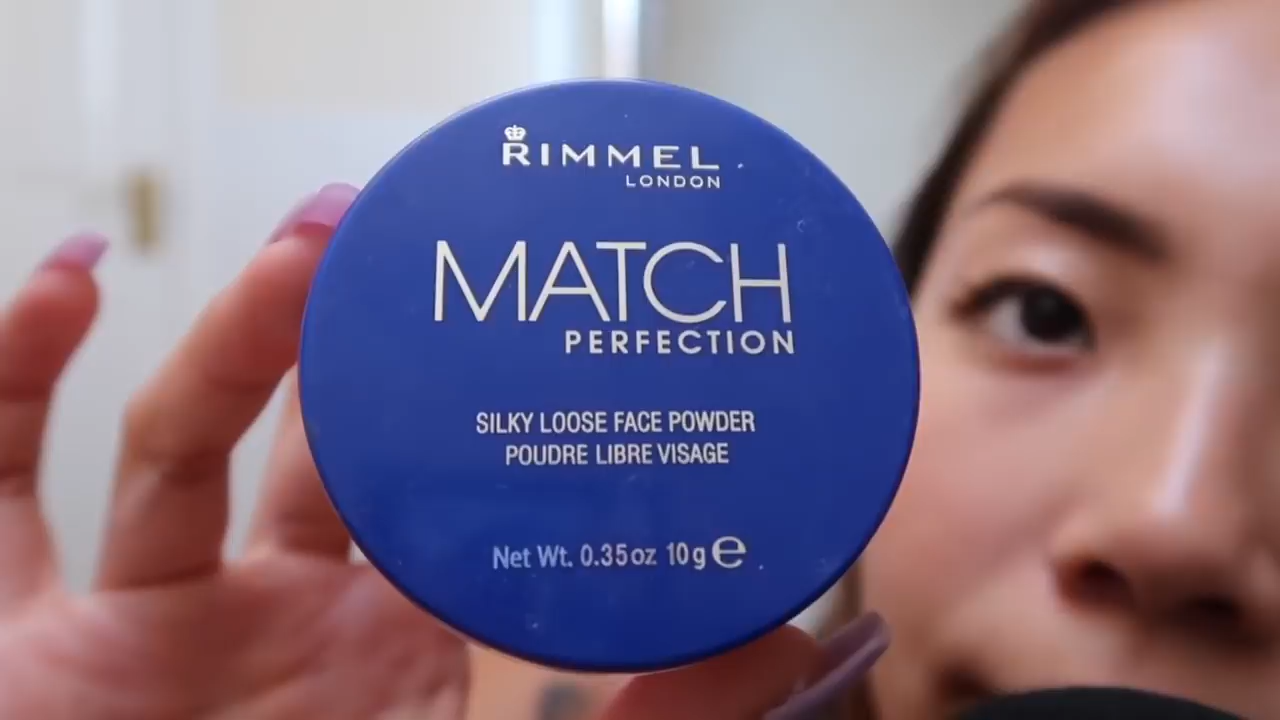 RIMMEL
LONDON
MATCH
PERFECTION
SILKY LOOSE FACE POWDER
POUDRE LIBRE VISAGE
Net Wt. 0.35oz 10g ℮